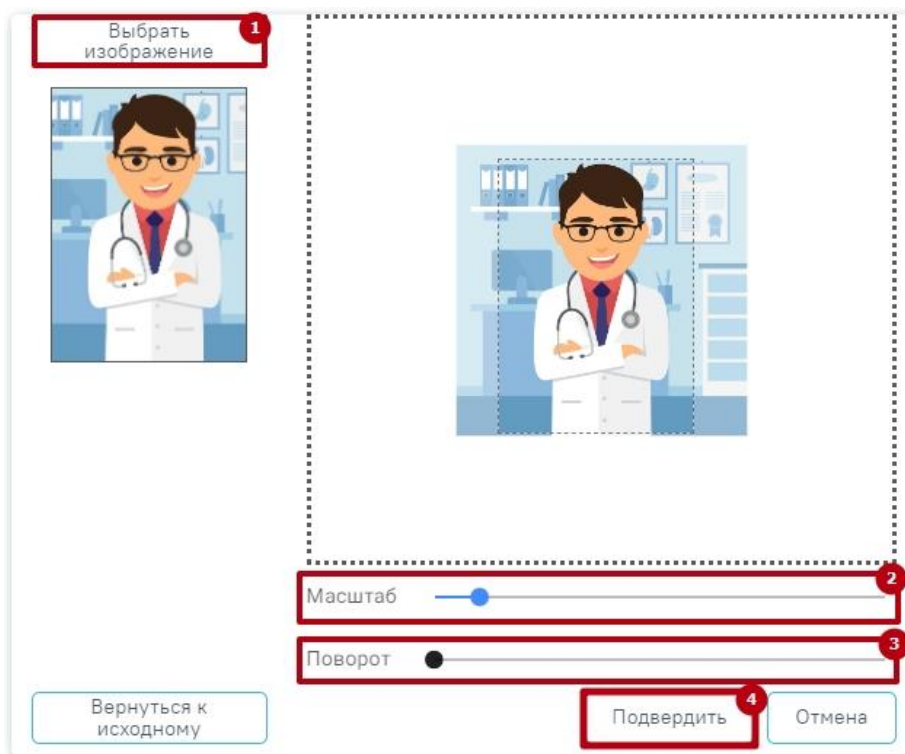 Выбрать
изображение
1
2
Масштаб
3
Поворот
4
Вернуться к
исходному
Подвердить
Отмена